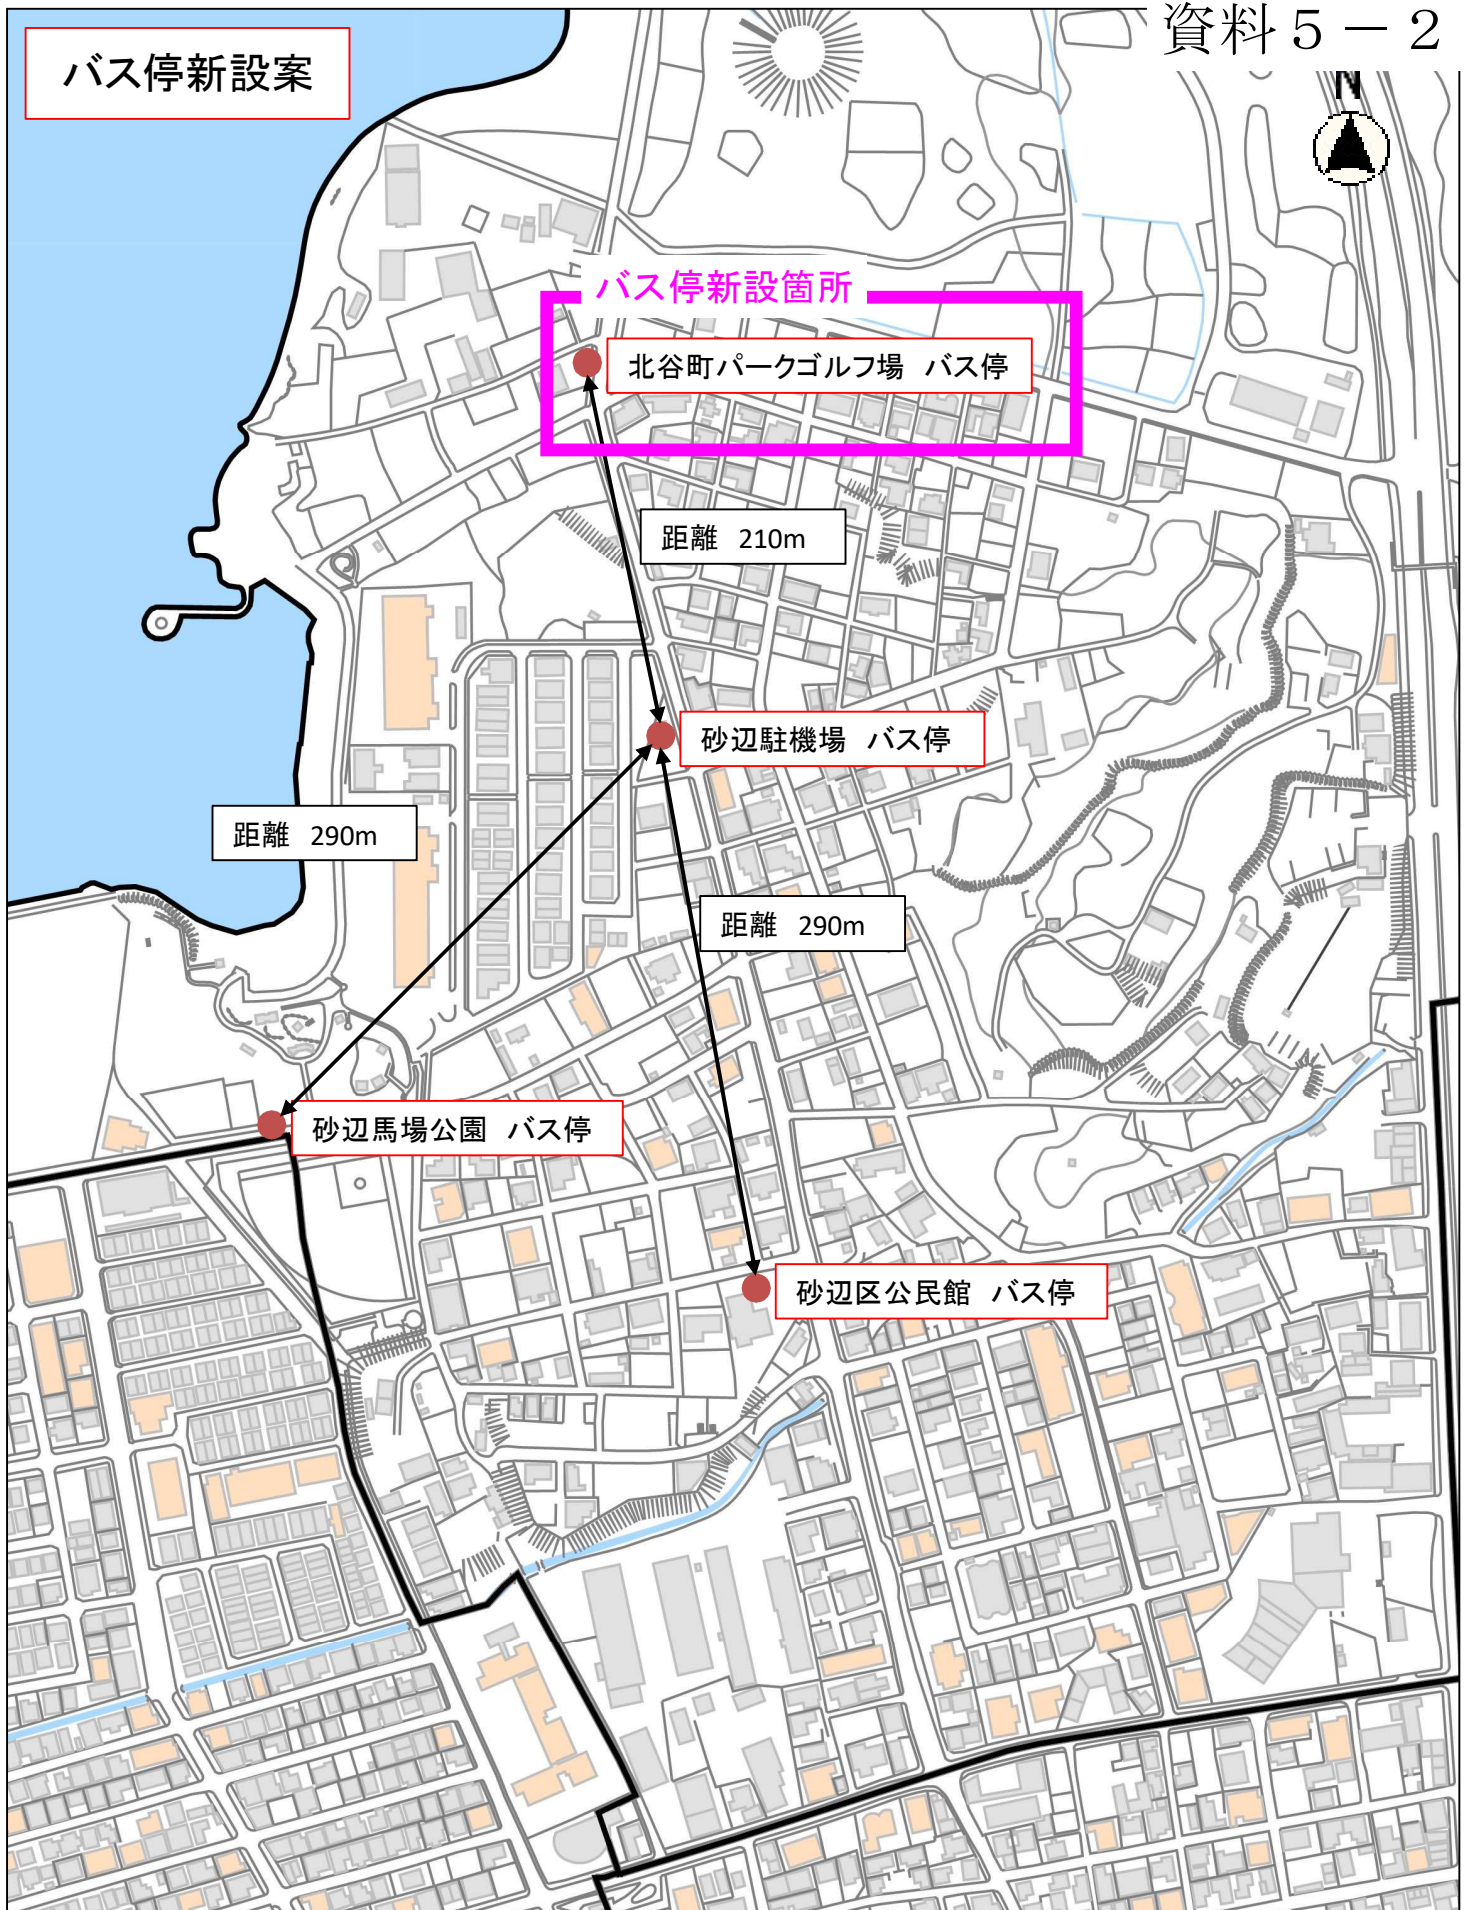 資料５－２
バス停新設案
N
バス停新設箇所
北谷町パークゴルフ場　バス停
距離　210m
砂辺駐機場　バス停
距離　290m
距離　290m
砂辺馬場公園　バス停
砂辺区公民館　バス停